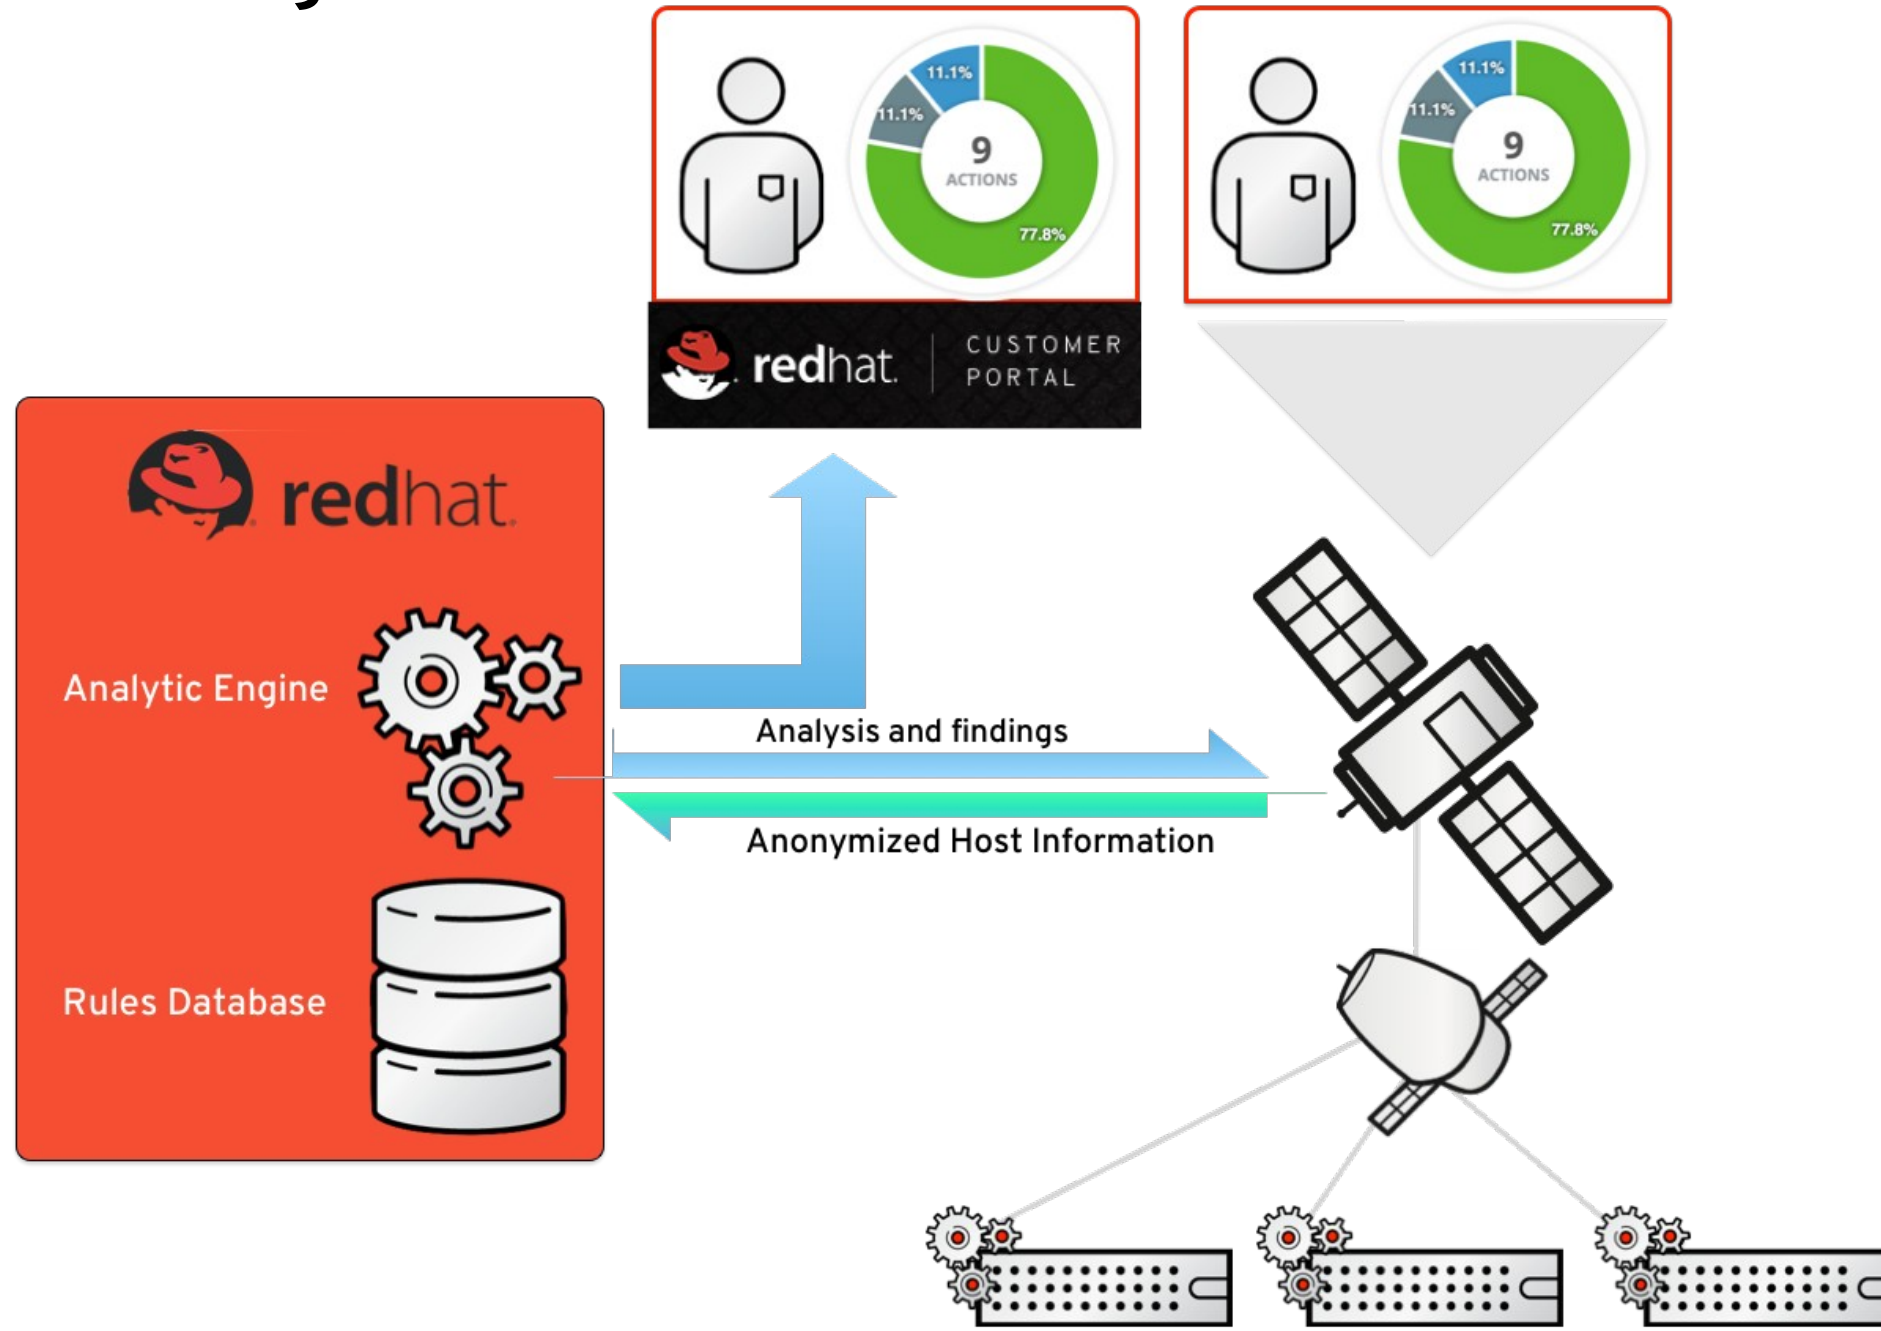 11.1%
11.1%
9
ACTIONS
77.8%
11.1%
11.1%
9
ACTIONS
77.8%
redhat.
CUSTOMER
PORTAL
redhat.
Analytic Engine
Analysis and findings
Anonymized Host Information
Rules Database